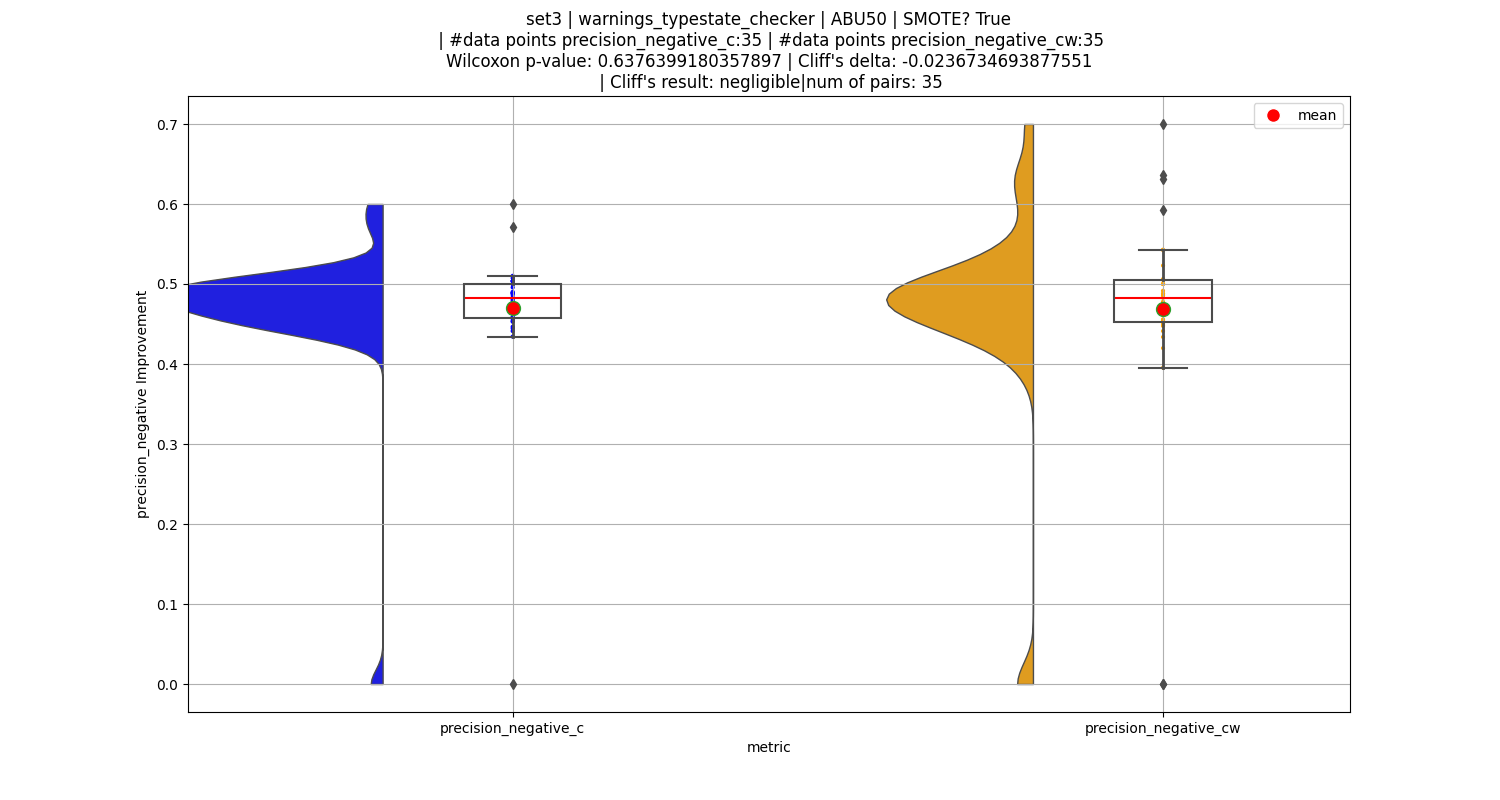 set3 | warnings_typestate_checker | ABU50 | SMOTE? True
| #data points precision_negative_c:35 | #data points precision_negative_cw:35
Wilcoxon p-value: 0.6376399180357897 | Cliff's delta: -0.0236734693877551
| Cliff's result: negligible|num of pairs: 35
mean
0.7
0.6
0.5
0.4
0.3
0.2
0.1
0.0
precision_negative Improvement
precision_negative_c
precision_negative_cw
metric